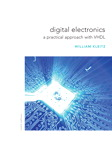 digital electronics
a practical approach with VHDL
WILLIAM KLEITZ